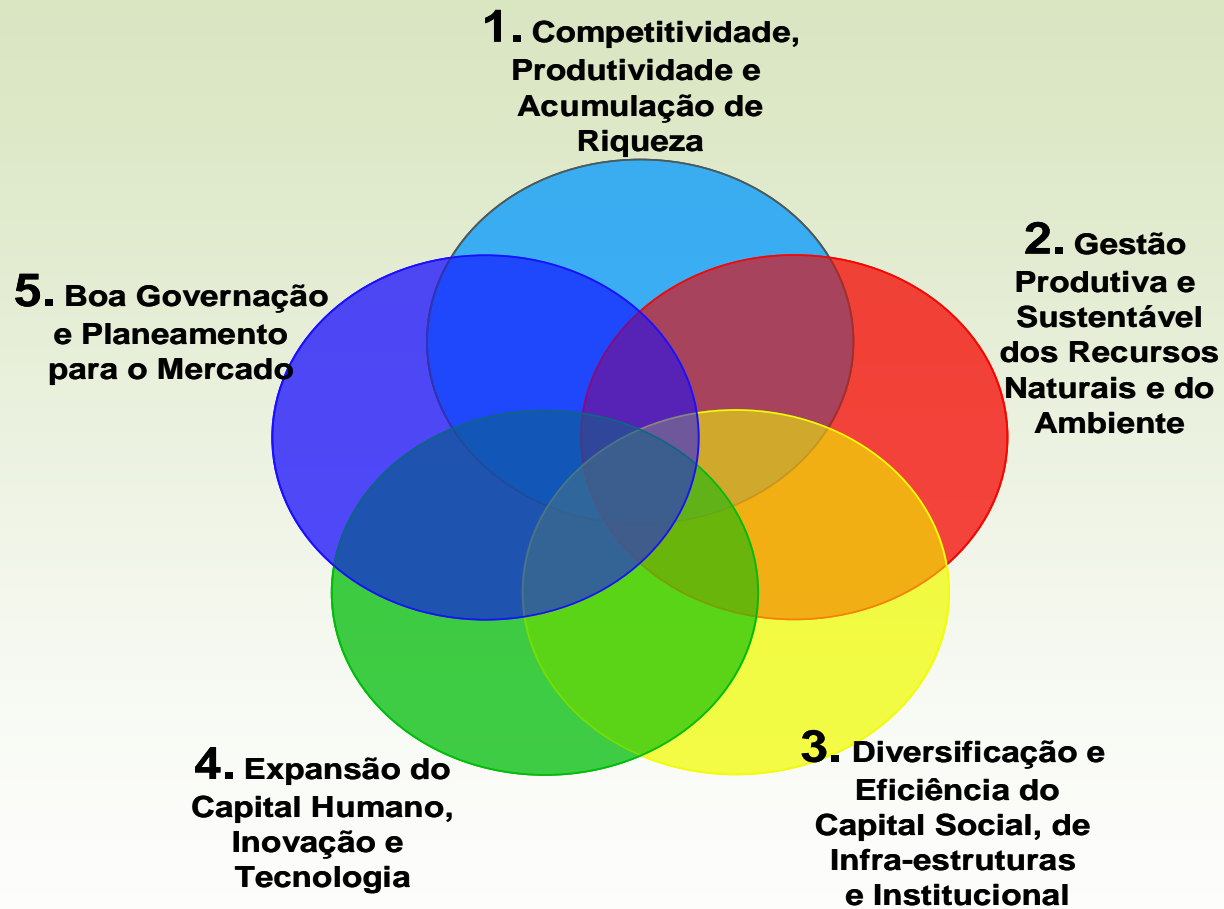 1. Competitividade,
Produtividade e
Acumulação de
Riqueza
2. Gestão
Produtiva e
Sustentável
dos Recursos
Naturais e do
Ambiente
3. Diversificação e
Eficiência do
Capital Social, de
Infra-estruturas
e Institucional
4. Expansão do
Capital Humano,
Inovação e
Tecnologia
5. Boa Governação
e Planeamento
para o Mercado